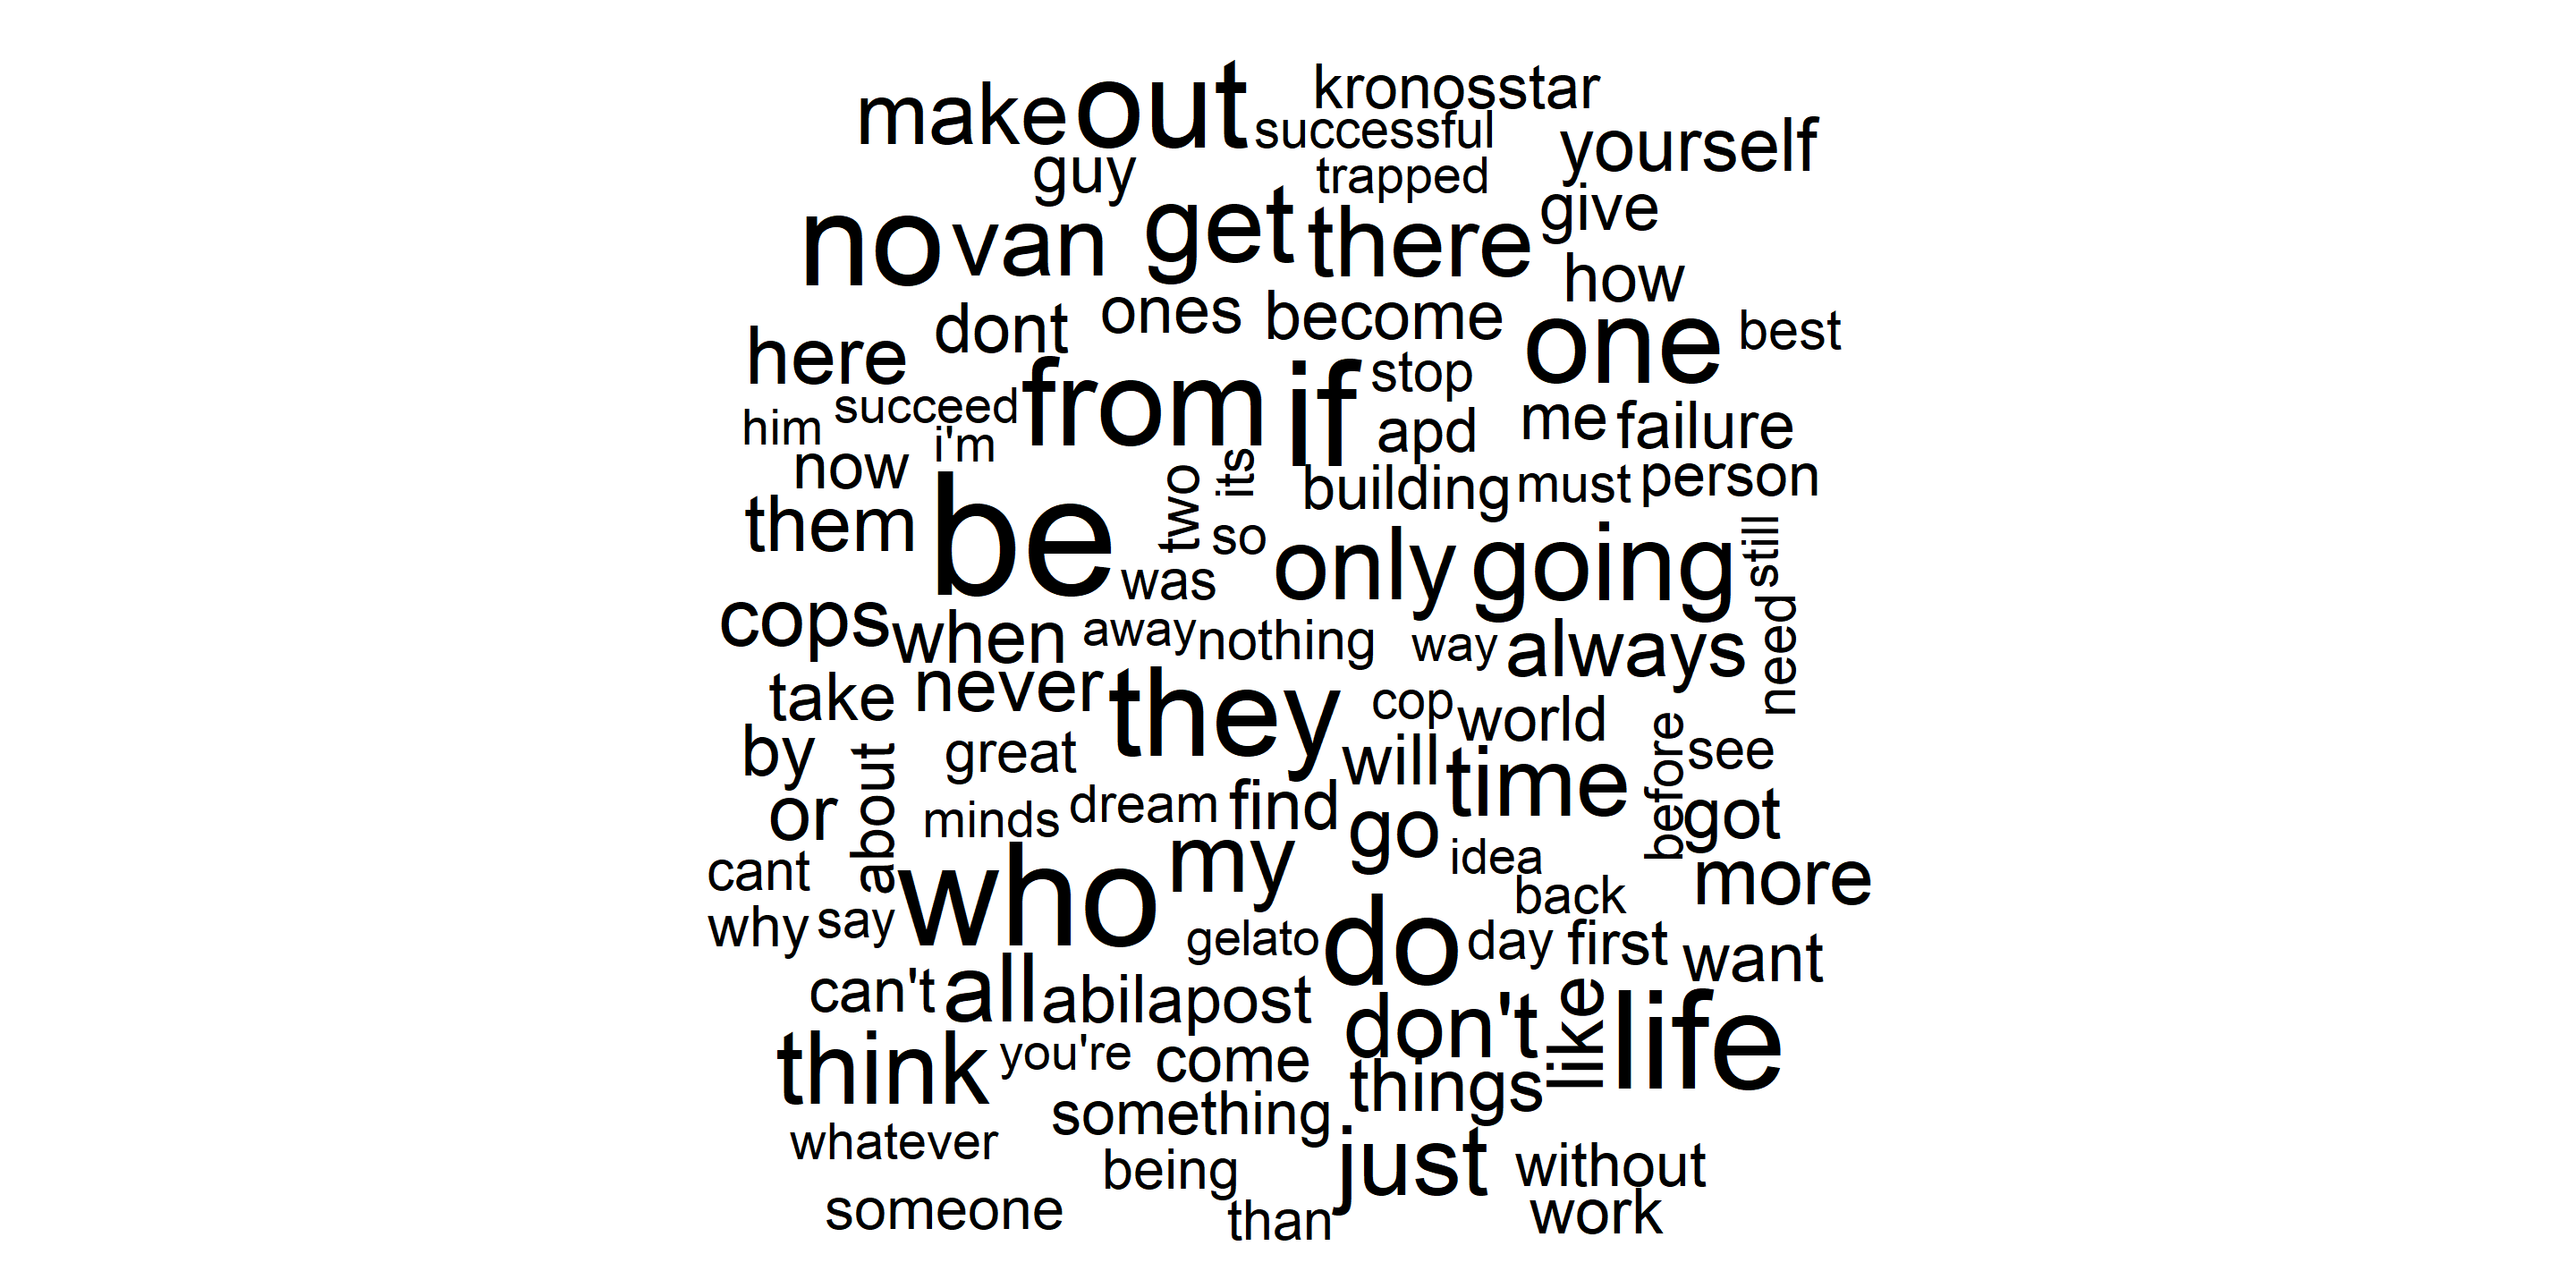 make out kronosstar
successful yourself
guy trapped
no van get there give
how
dont ones become one best
here from if stop
him succeed apd me failure
now i'm two its building must person
them be so only going still
was
cops when away nothing way always need
take never they cop world
by about great will time before see
or minds dream find go got
cant who my idea more
back
why say gelato do day first want
can't all abilapost don't like life
think you're come things
something
whatever being just without
someone than work